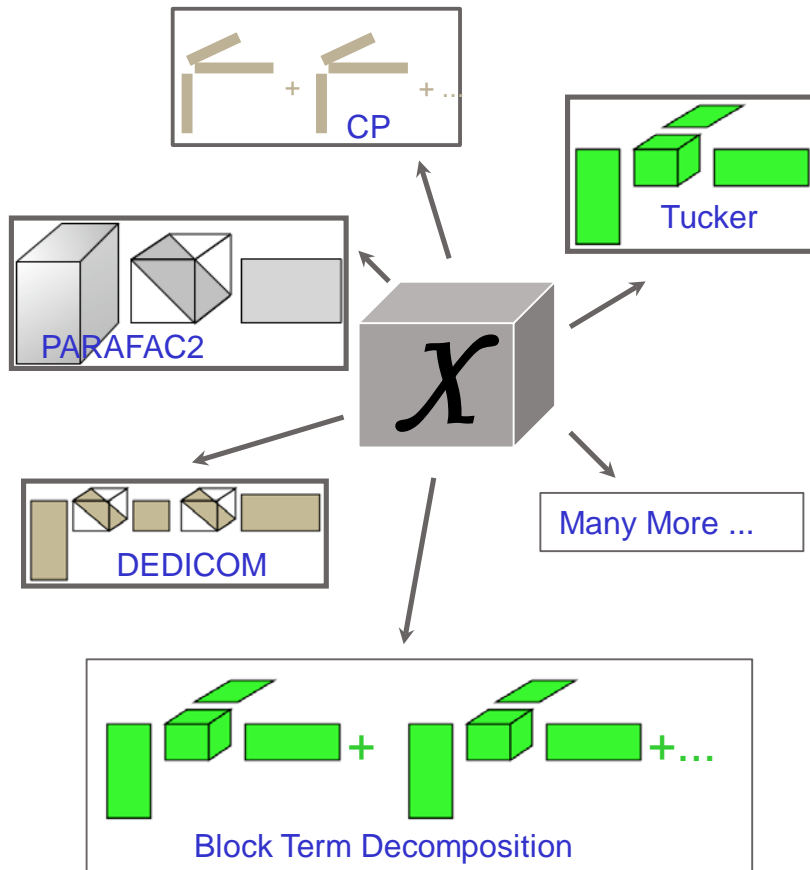 + + ...
CP
Tucker
PARAFAC2
X
DEDICOM
Many More ...
+ +...
Block Term Decomposition